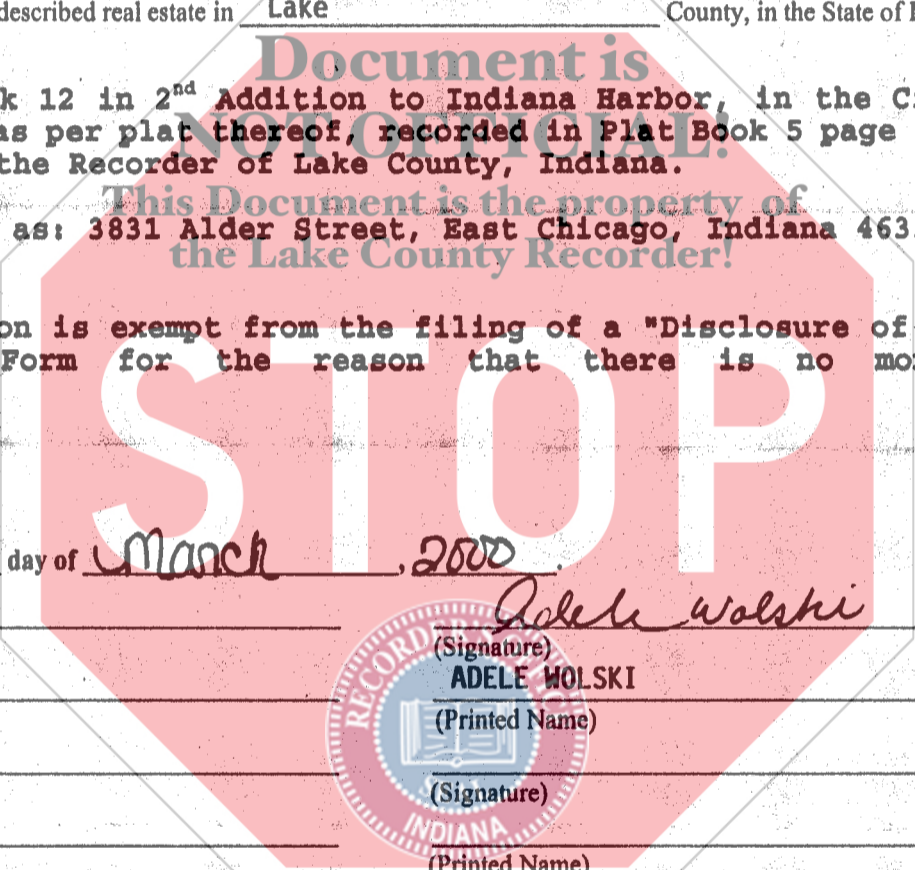 described real estate in Lake County, in the State of
Document is
k 12 in 2nd Addition to Indiana Harbor, in the C
NOT OFFICIAL!
as per plat thereof, recorded in Plat Book 5 page
the Recorder of Lake County, Indiana.
This Document is the property of
as: 3831 Alder Street, East Chicago, Indiana 463
the Lake County Recorder!
on is exempt from the filing of a "Disclosure of
Form for the reason that there is no mo
STOP
day of March, 2000.
Adele Wolski
(Signature)
ADELE WOLSKI
(Printed Name)
(Signature)
(Printed Name)
RECORDER'S OFFICE
INDIANA